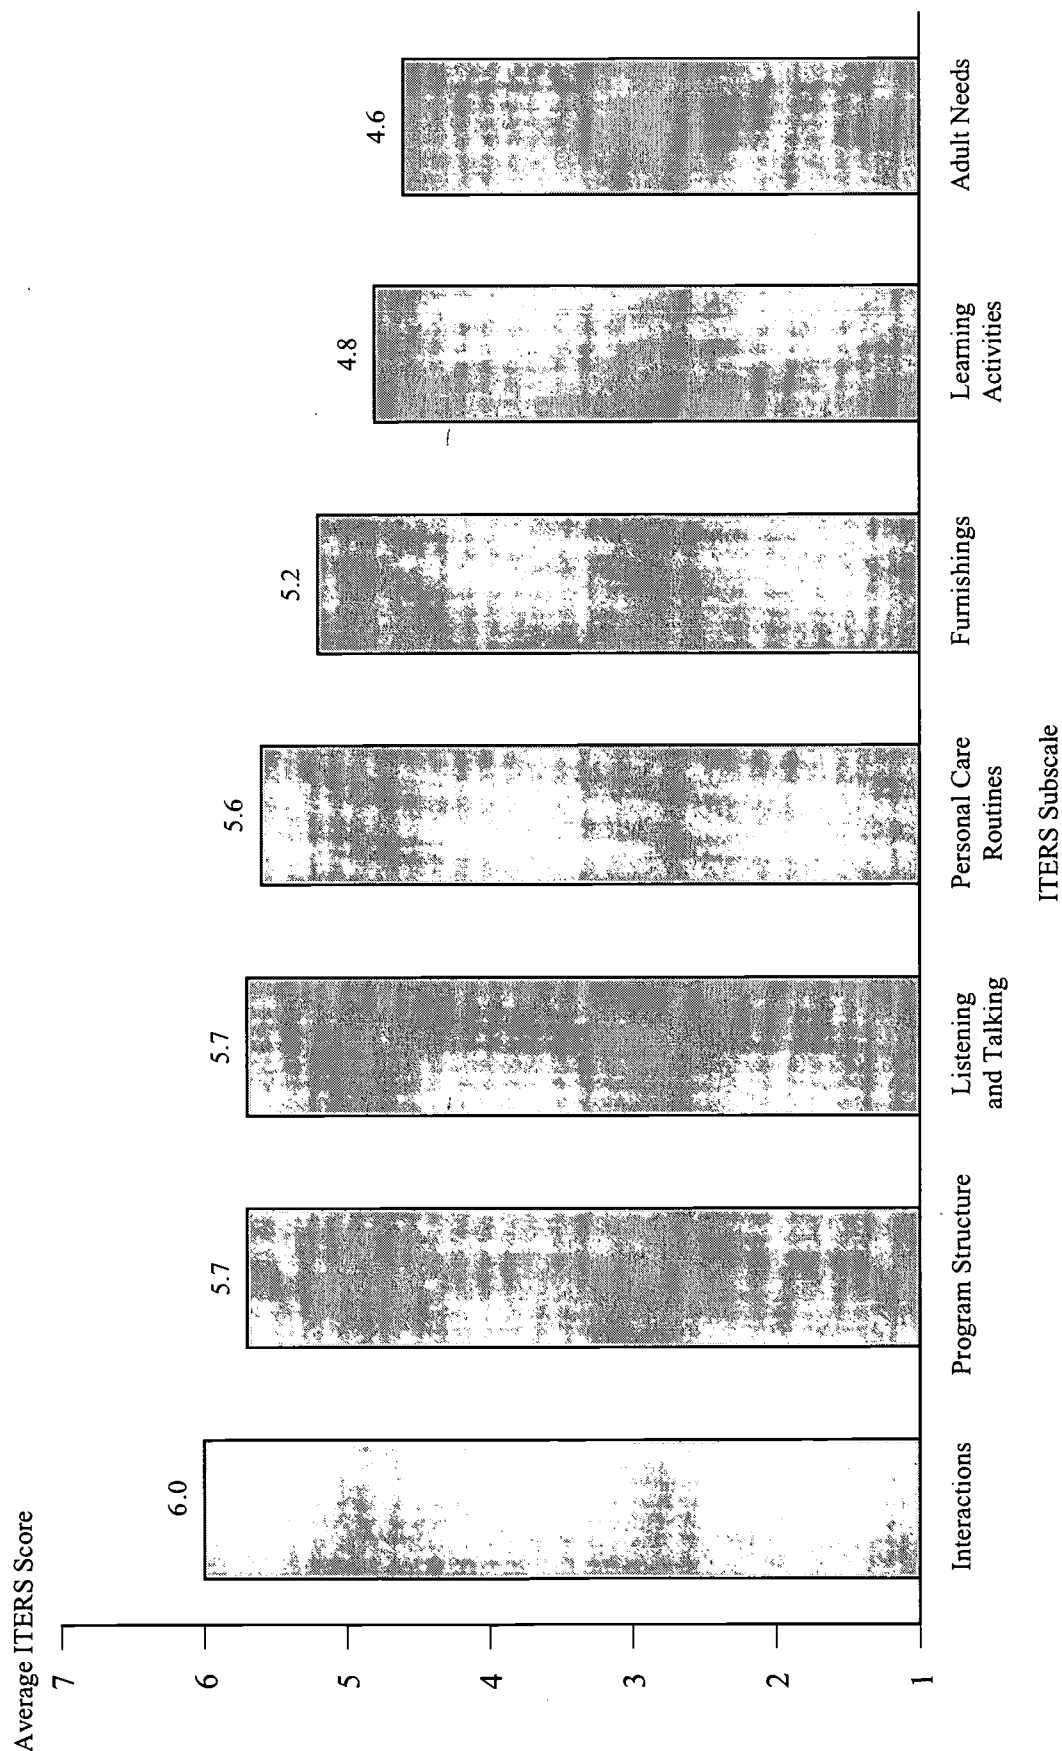 Average ITERS Score
7
6
5
4
3
2
1
6.0
5.7
5.7
5.6
5.2
4.8
4.6
Interactions
Program Structure
Listening
and Talking
Personal Care
Routines
Furnishings
Learning
Activities
Adult Needs
ITERS Subscale